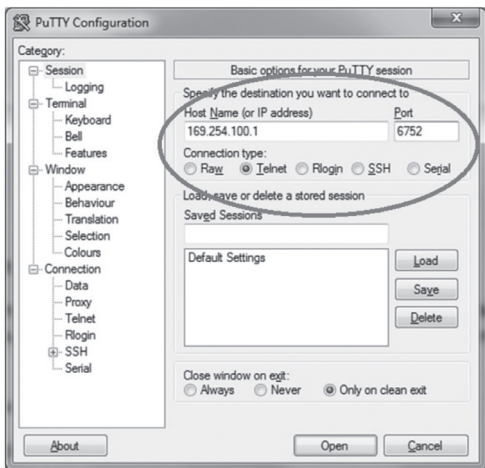 PuTTY Configuration
Category:
Session
Logging
Terminal
Keyboard
Bell
Features
Window
Appearance
Behaviour
Translation
Selection
Colours
Connection
Data
Proxy
Telnet
Rlogin
SSH
Serial
Basic options for your PuTTY session
Specify the destination you want to connect to
Host Name (or IP address) Port
169.254.100.1 6752
Connection type:
Raw Telnet Rlogin SSH Serial
Load, save or delete a stored session
Saved Sessions
Default Settings
Load
Save
Delete
Close window on exit:
Always Never Only on clean exit
About Open Cancel